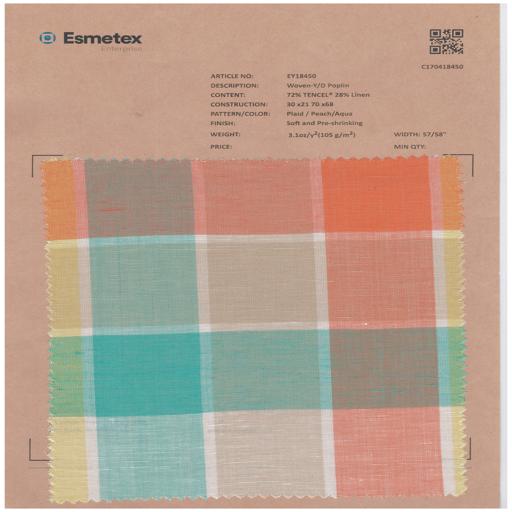 Esmetex
Enterprise
C170418450
ARTICLE NO: EY18450
DESCRIPTION: Woven-Y/D Poplin
CONTENT: 72% TENCEL® 28% Linen
CONSTRUCTION: 30 x21 70 x68
PATTERN/COLOR: Plaid / Peach/Aqua
FINISH: Soft and Pre-shrinking
WEIGHT: 3.1oz/y²(105 g/m²) WIDTH: 57/58"
PRICE: MIN QTY: